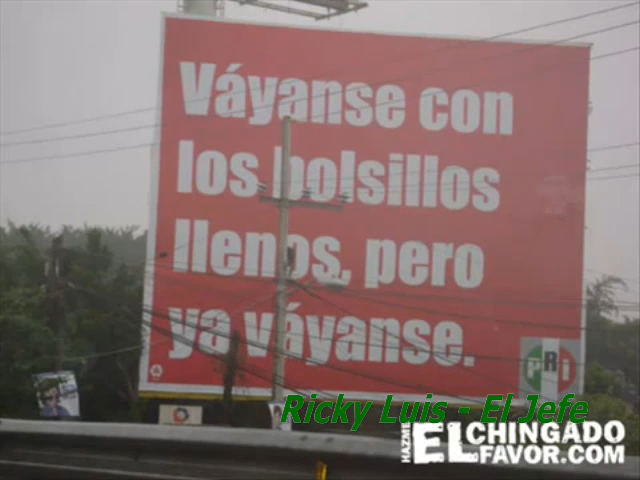 Váyanse con
los bolsillos
llenos, pero
ya váyanse.
PRI
Ricky Luis - El Jefe
HAZME
EL CHINGADO
FAVOR.COM